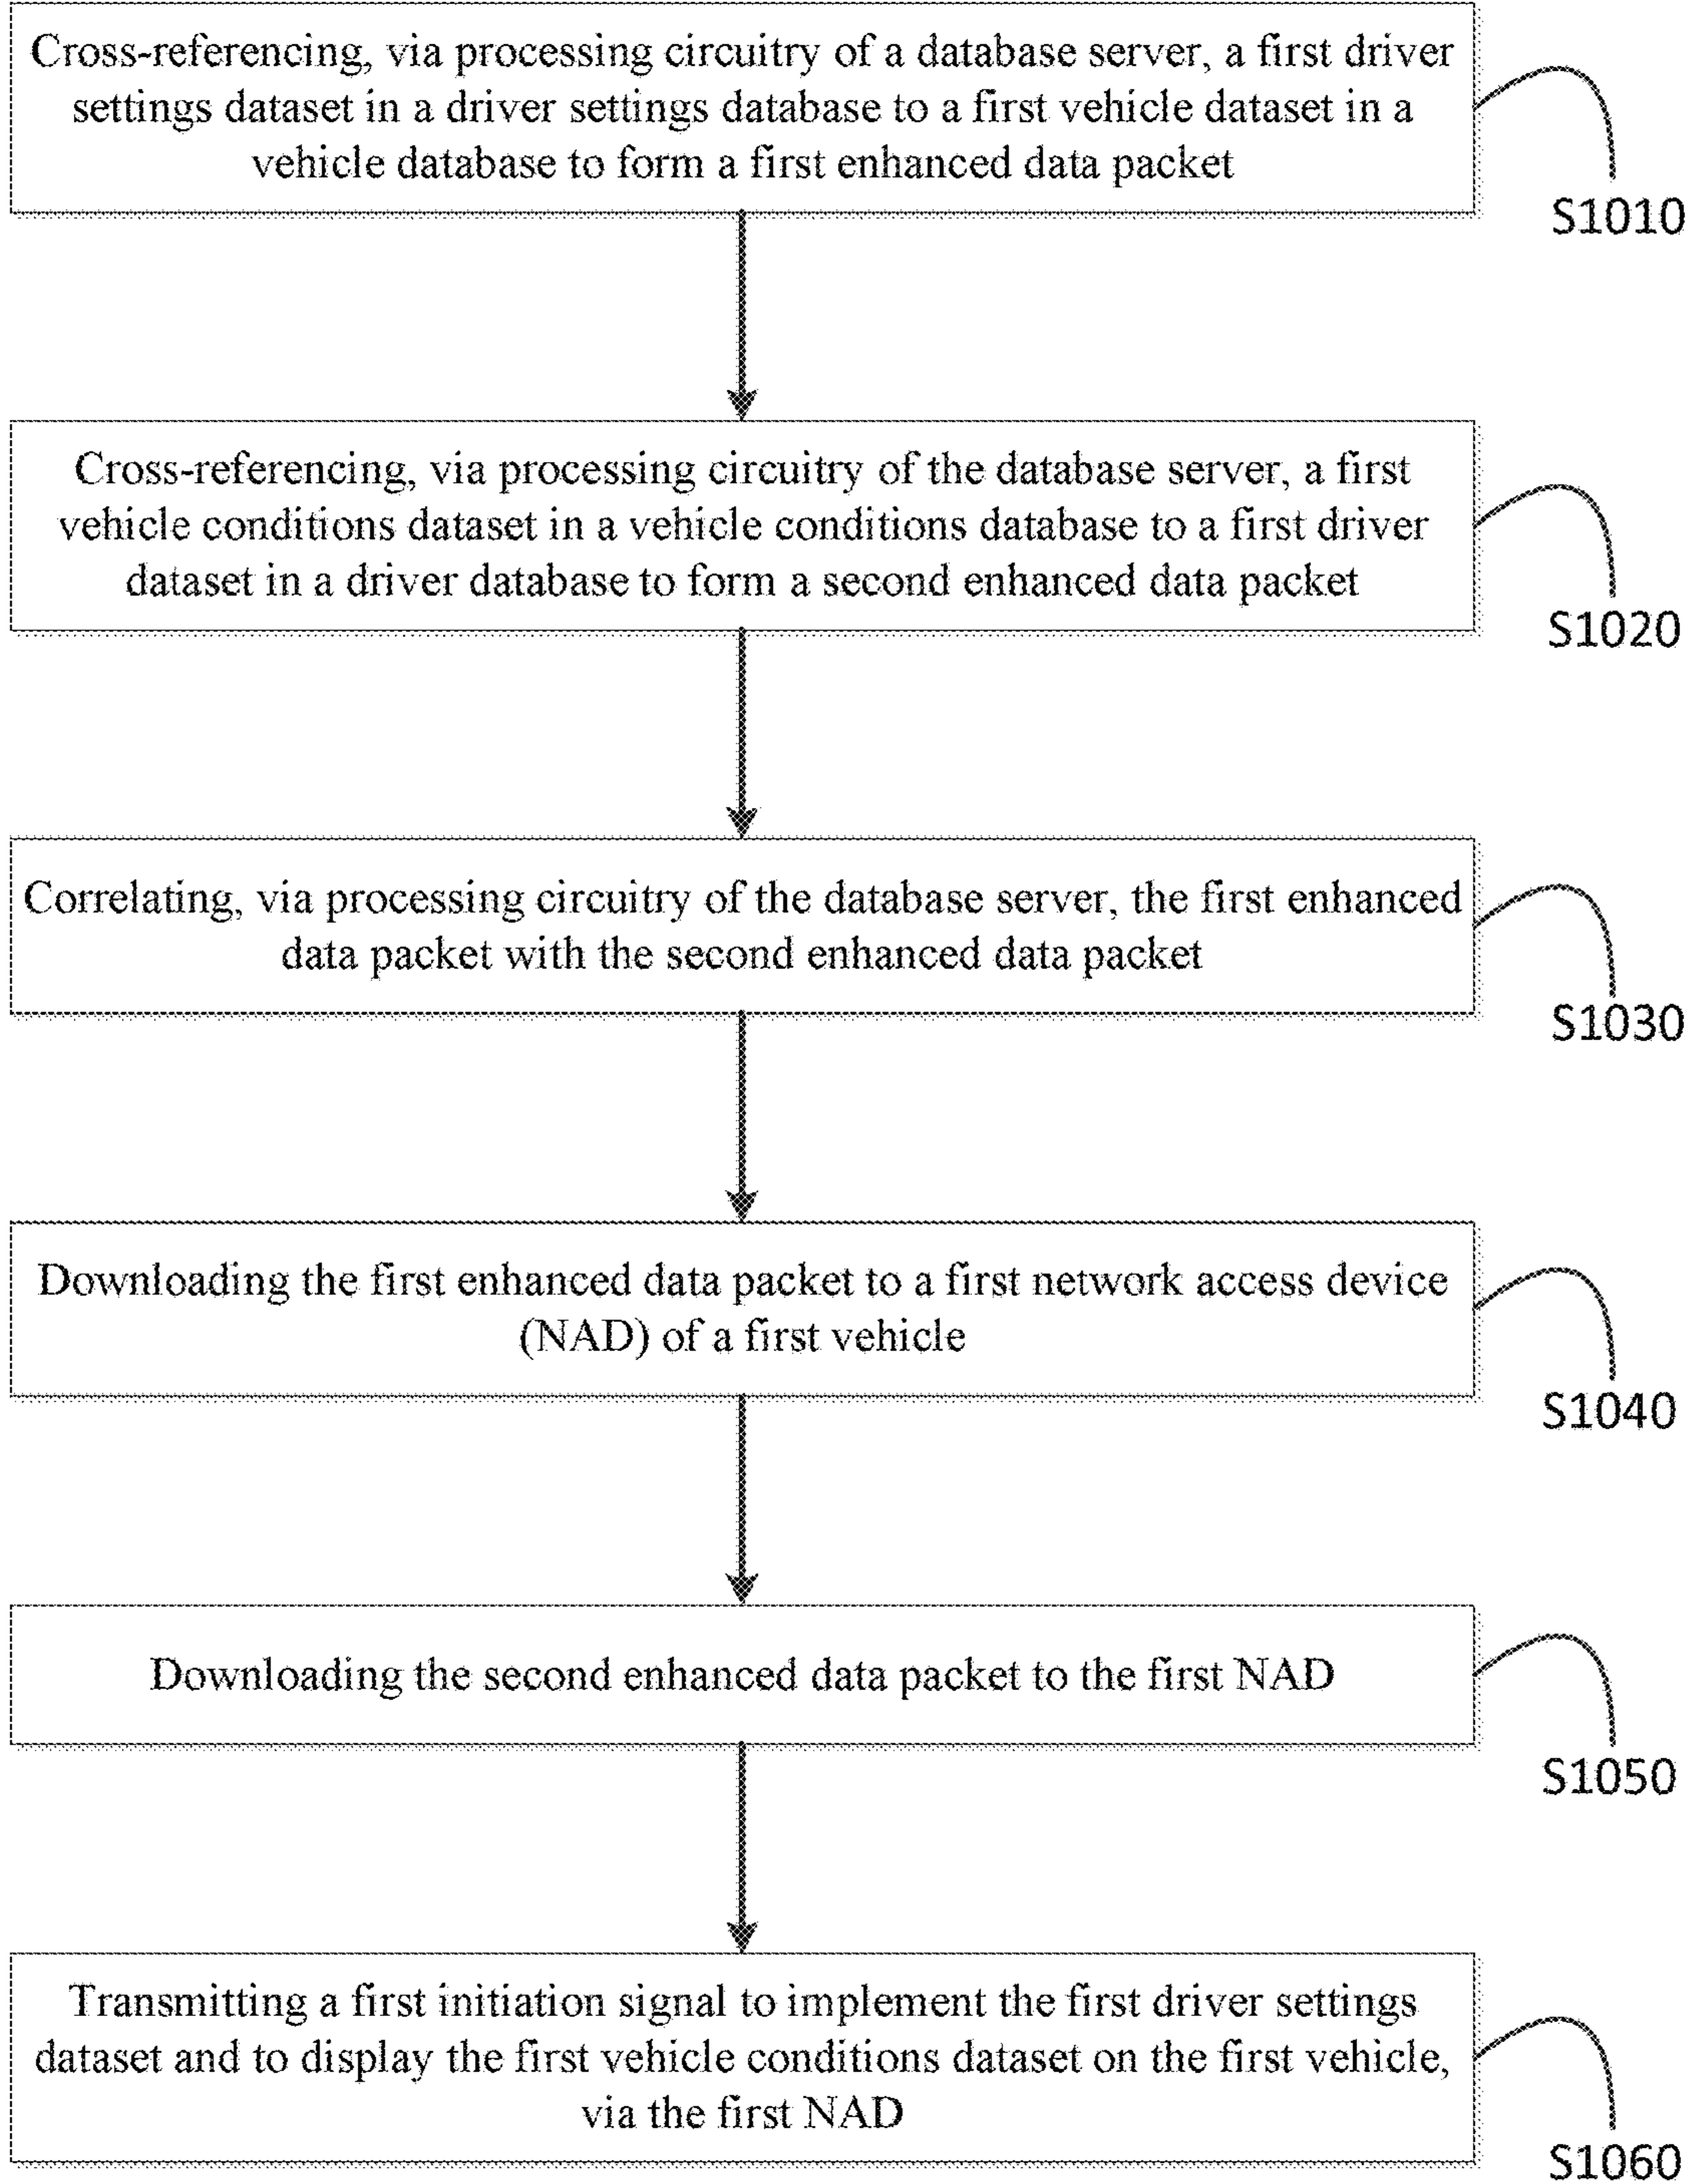 Cross-referencing, via processing circuitry of a database server, a first driver
settings dataset in a driver settings database to a first vehicle dataset in a
vehicle database to form a first enhanced data packet
S1010
Cross-referencing, via processing circuitry of the database server, a first
vehicle conditions dataset in a vehicle conditions database to a first driver
dataset in a driver database to form a second enhanced data packet
S1020
Correlating, via processing circuitry of the database server, the first enhanced
data packet with the second enhanced data packet
S1030
Downloading the first enhanced data packet to a first network access device
(NAD) of a first vehicle
S1040
Downloading the second enhanced data packet to the first NAD
S1050
Transmitting a first initiation signal to implement the first driver settings
dataset and to display the first vehicle conditions dataset on the first vehicle,
via the first NAD
S1060